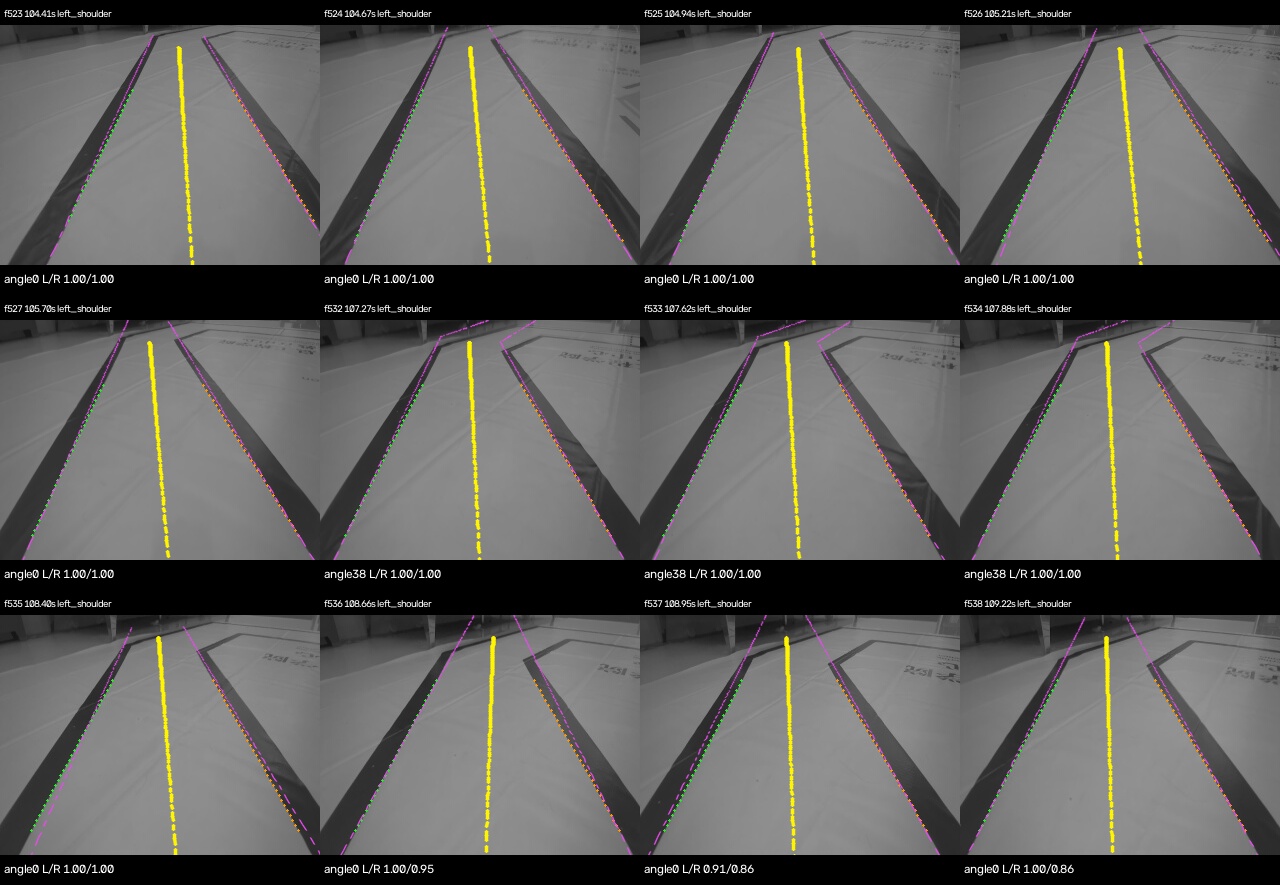 f523 104.41s left_shoulder
f524 104.67s left_shoulder
f525 104.94s left_shoulder
f526 105.21s left_shoulder
angle0 L/R 1.00/1.00
angle0 L/R 1.00/1.00
angle0 L/R 1.00/1.00
angle0 L/R 1.00/1.00
f527 105.70s left_shoulder
f532 107.27s left_shoulder
f533 107.62s left_shoulder
f534 107.88s left_shoulder
angle0 L/R 1.00/1.00
angle38 L/R 1.00/1.00
angle38 L/R 1.00/1.00
angle38 L/R 1.00/1.00
f535 108.40s left_shoulder
f536 108.66s left_shoulder
f537 108.95s left_shoulder
f538 109.22s left_shoulder
angle0 L/R 1.00/1.00
angle0 L/R 1.00/0.95
angle0 L/R 0.91/0.86
angle0 L/R 1.00/0.86